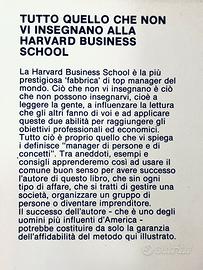 TUTTO QUELLO CHE NON
VI INSEGNANO ALLA
HARVARD BUSINESS
SCHOOL
La Harvard Business School è la più
prestigiosa 'fabbrica' di top manager del
mondo. Ciò che non vi insegnano è ciò
che non possono insegnarvi, cioè a
leggere la gente, a influenzare la lettura
che gli altri fanno di voi e ad applicare
queste due abilità per raggiungere gli
obiettivi professionali ed economici.
Tutto ciò è proprio quello che vi spiega
i definisce "manager di persone e di
concetti". Tra aneddoti, esempi e
consigli apprenderemo così ad usare il
comune buon senso per avere successo
l'autore di questo libro, che sin ogni
tipo di affare, che si tratti di gestire una
società, organizzare un gruppo di
persone o diventare imprenditore.
Il successo dell'autore - che è uno degli
uomini più influenti d'America -
potrebbe costituire da solo la garanzia
dell'affidabilità del metodo qui illustrato.